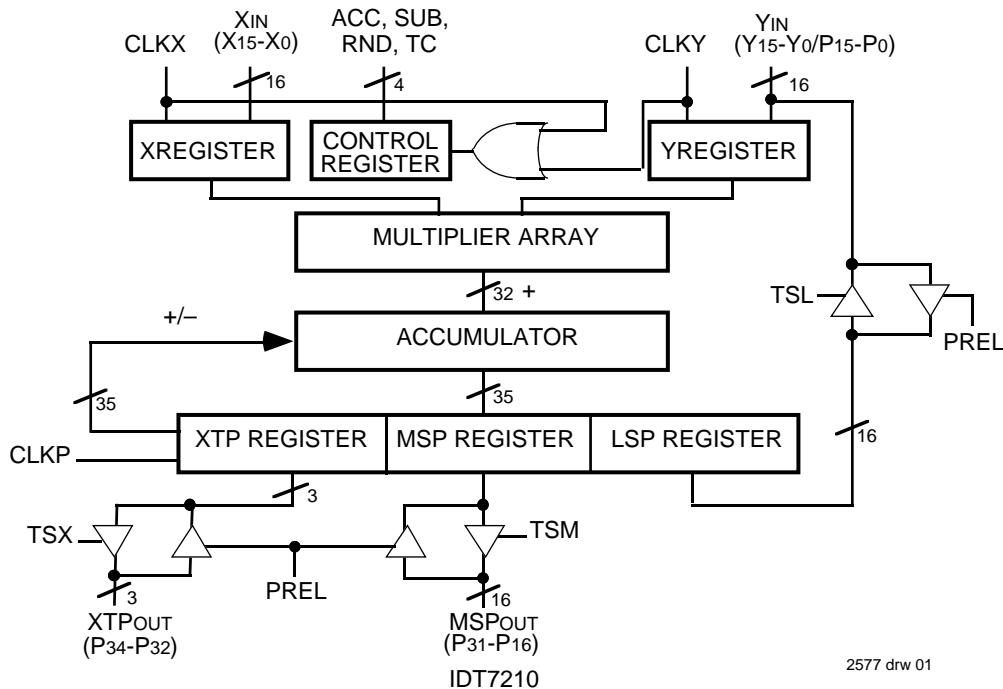 CLKX
XIN
(X15-X0)
ACC, SUB,
RND, TC
CLKY
YIN
(Y15-Y0/P15-P0)
16
4
16
XREGISTER
CONTROL
REGISTER
YREGISTER
MULTIPLIER ARRAY
32 +
TSL
PREL
+/–
ACCUMULATOR
35
35
XTP REGISTER
MSP REGISTER
LSP REGISTER
16
CLKP
3
TSX
TSM
PREL
3
16
XTPOUT
(P34-P32)
MSPOUT
(P31-P16)
IDT7210
2577 drw 01